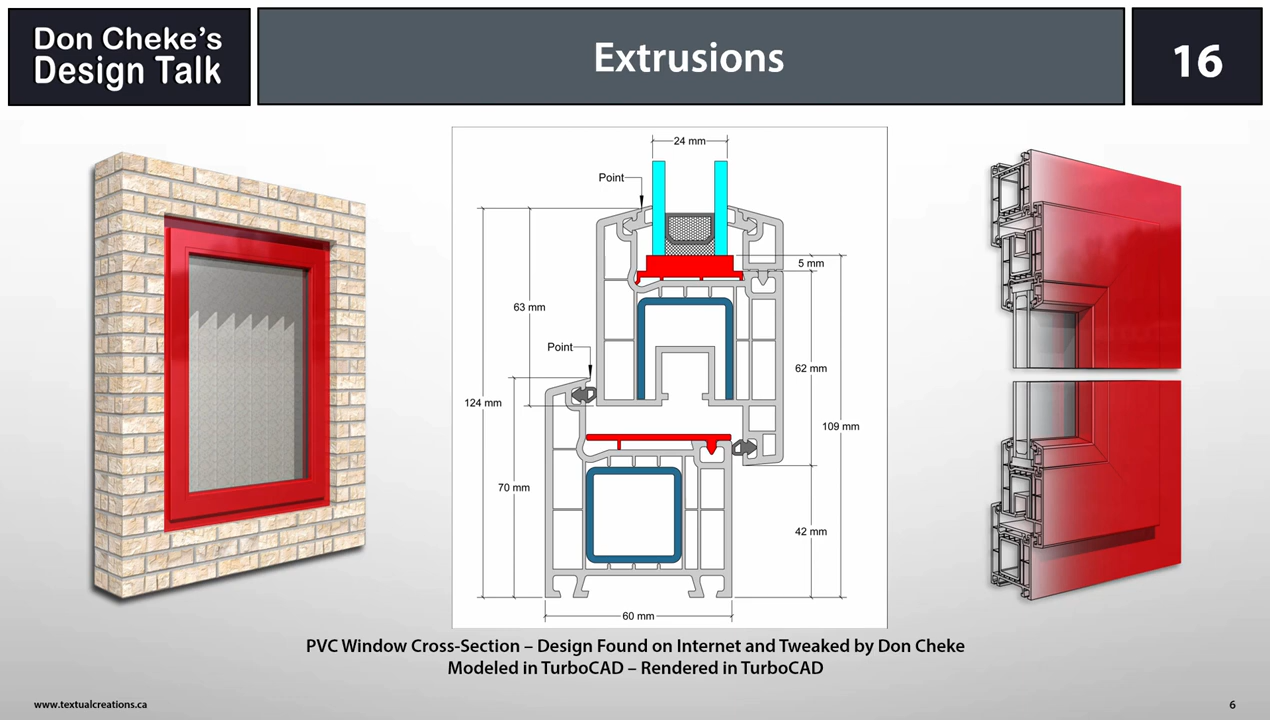 Don Cheke's
Design Talk
Extrusions
16
24 mm
Point
5 mm
63 mm
Point
62 mm
124 mm
109 mm
70 mm
42 mm
60 mm
PVC Window Cross-Section – Design Found on Internet and Tweaked by Don Cheke
Modeled in TurboCAD – Rendered in TurboCAD
www.textualcreations.ca
6